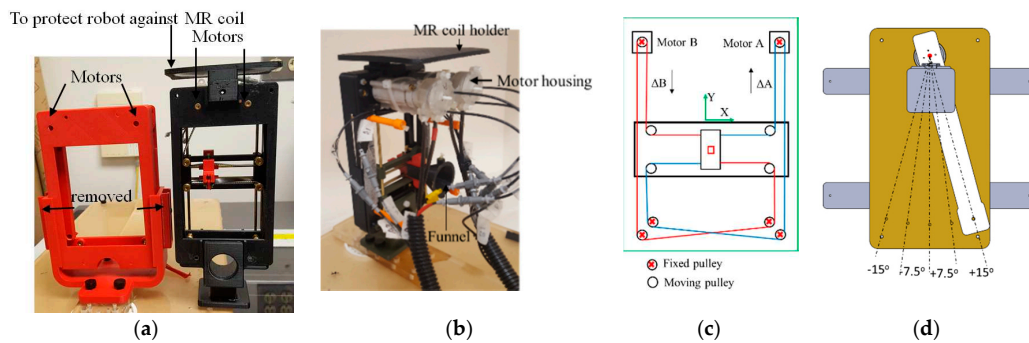 To protect robot against MR coil
Motors
Motors
removed
(a)
MR coil holder
Motor housing
Funnel
(b)
Motor B
Motor A
ΔB
ΔA
Y
X
Fixed pulley
Moving pulley
(c)
-15°
-7.5°
+7.5°
+15°
(d)